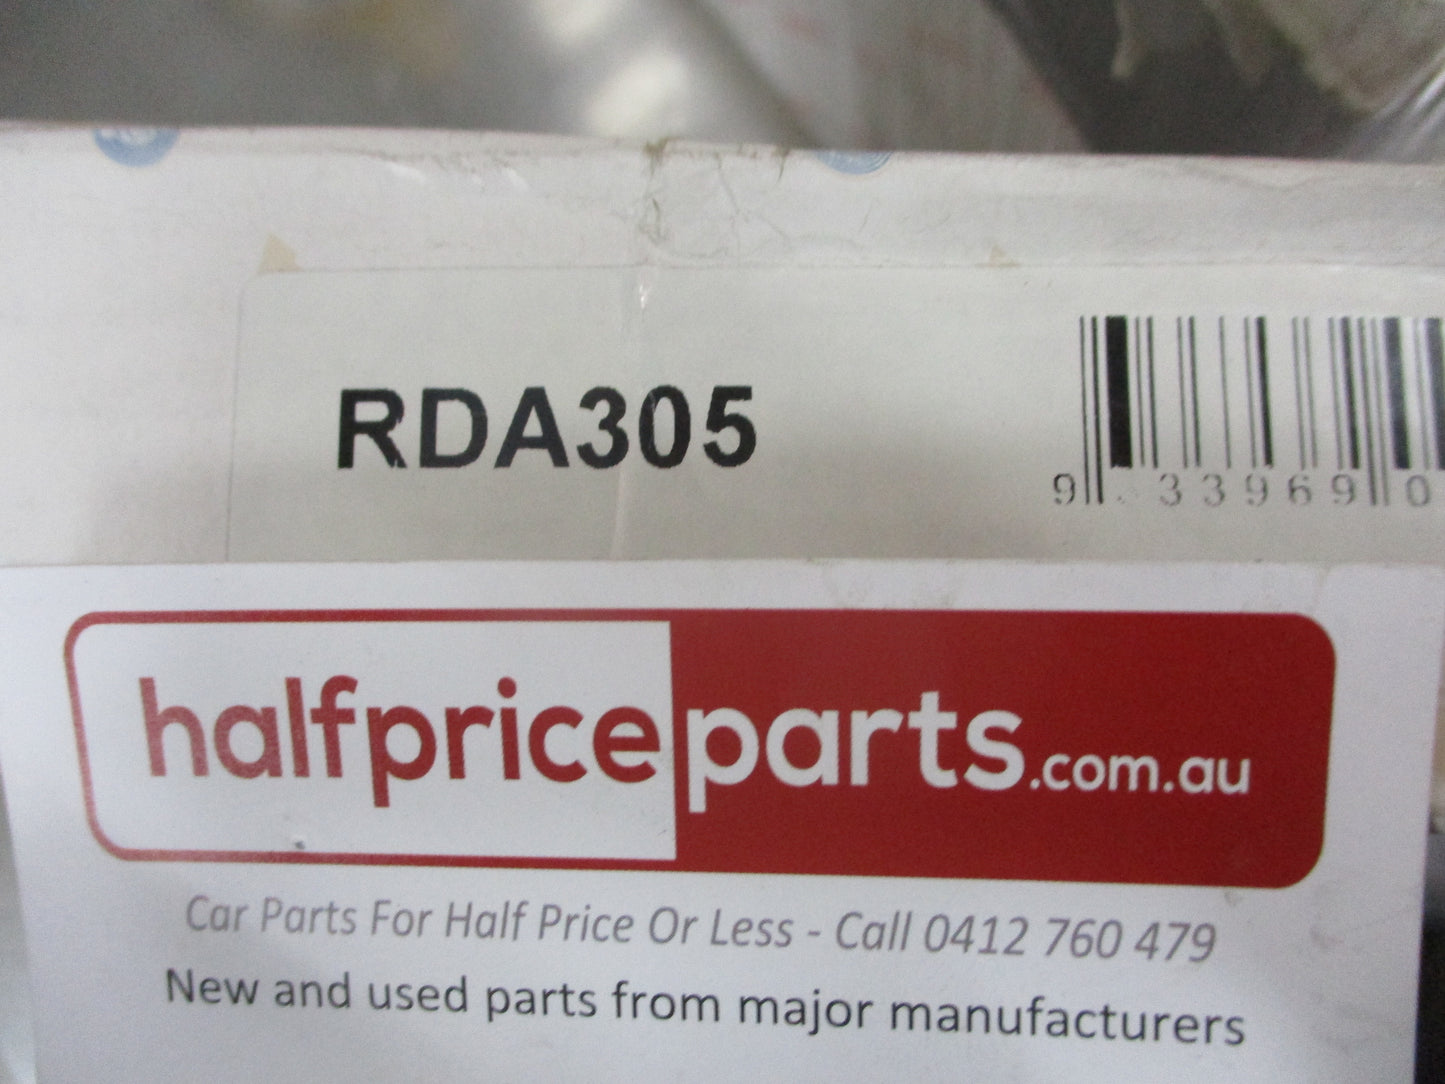 RDA305
9 33969 0
halfpriceparts.com.au
Car Parts For Half Price Or Less - Call 0412 760 479
New and used parts from major manufacturers